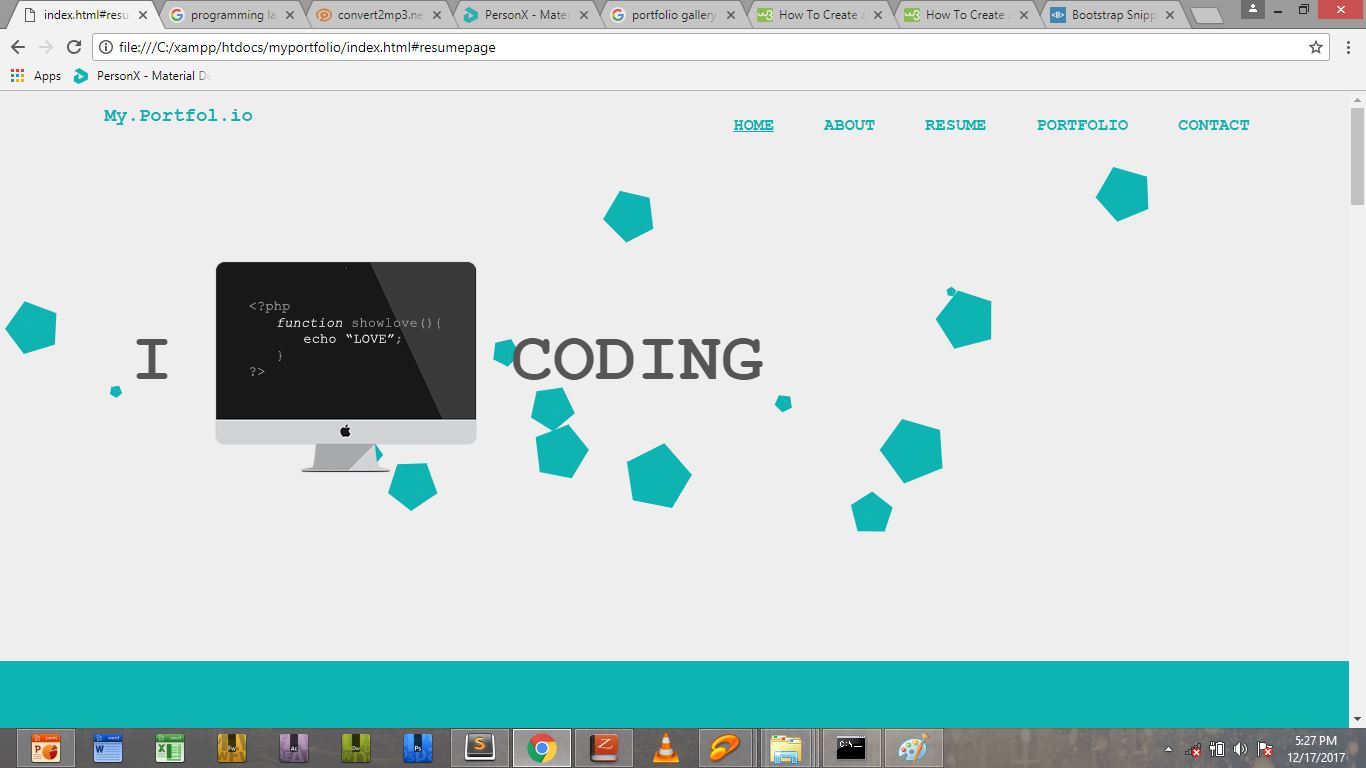 index.html#resu
programming la
convert2mp3.ne
PersonX - Mater
portfolio gallery
How To Create a
How To Create a
Bootstrap Snipp
file:///C:/xampp/htdocs/myportfolio/index.html#resumepage
Apps
PersonX - Material De
My.Portfol.io
HOME ABOUT RESUME PORTFOLIO CONTACT
<?php
function showlove(){
echo “LOVE”;
}
?>
I CODING
5:27 PM
12/17/2017